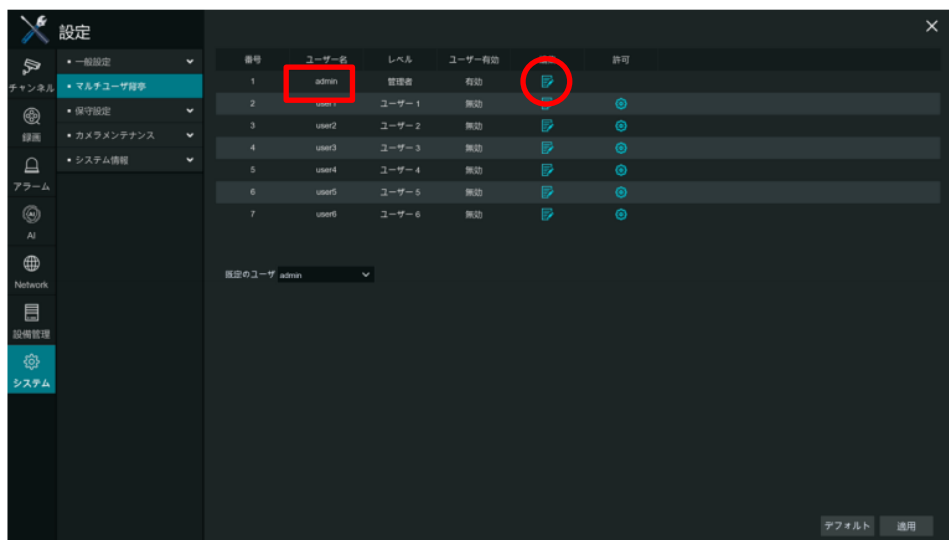 設定
チャンネル
録画
アラーム
AI
Network
設備管理
システム
• 一般設定
• マルチユーザ
• 保守設定
• カメラメンテナンス
• システム情報
番号 ユーザー名 レベル ユーザー有効 許可
1 admin 管理者 有効
2 user1 ユーザー 1 無効
3 user2 ユーザー 2 無効
4 user3 ユーザー 3 無効
5 user4 ユーザー 4 無効
6 user5 ユーザー 5 無効
7 user6 ユーザー 6 無効
既定のユーザ admin
デフォルト 適用